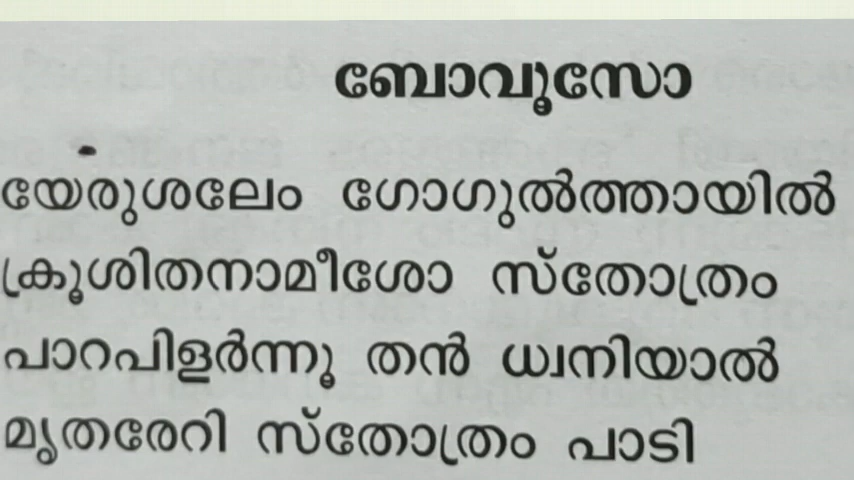 ബോവൂസോ
യേരുശലേം ഗോഗുൽത്തായിൽ
ക്രൂശിതനാമീശോ സ്തോത്രം
പാറപിളർന്നൂ തൻ ധ്വനിയാൽ
മൃതരേറി സ്തോത്രം പാടി